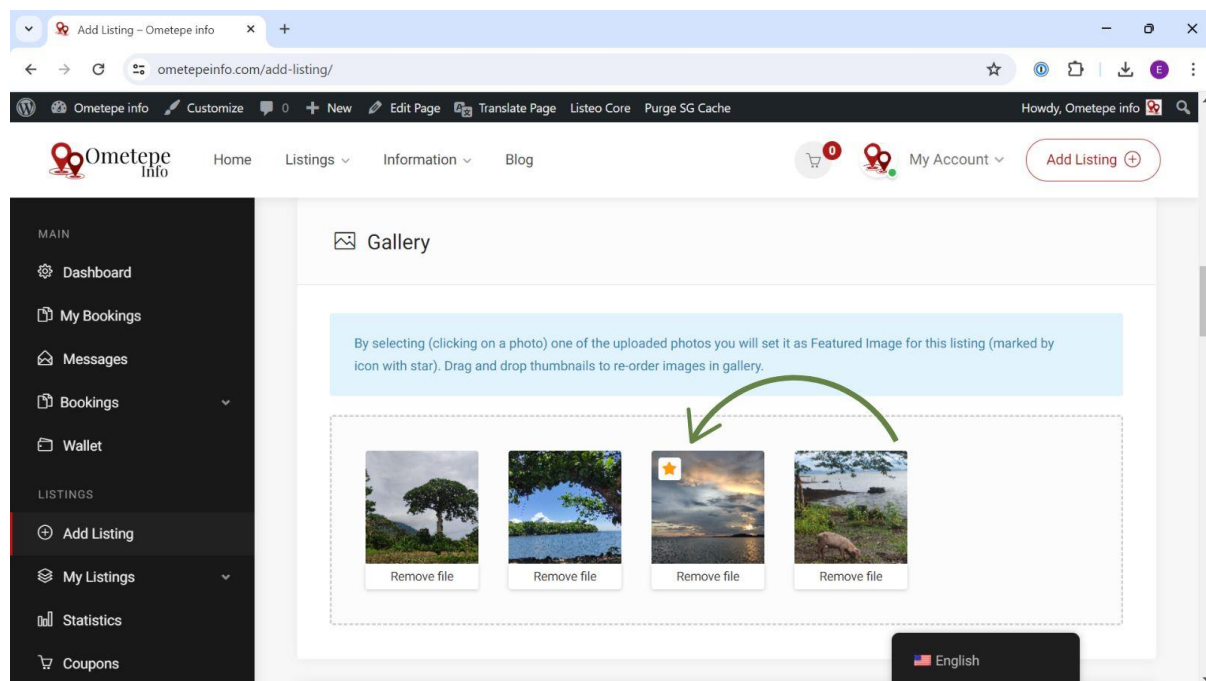 Add Listing – Ometepe info
ometepeinfo.com/add-listing/
E
Ometepe info Customize 0 New Edit Page Translate Page Listeo Core Purge SG Cache Howdy, Ometepe info
Ometepe
Info
Home Listings Information Blog 0 My Account Add Listing
MAIN
Dashboard
My Bookings
Messages
Bookings
Wallet
LISTINGS
Add Listing
My Listings
Statistics
Coupons
Gallery
By selecting (clicking on a photo) one of the uploaded photos you will set it as Featured Image for this listing (marked by
icon with star). Drag and drop thumbnails to re-order images in gallery.
Remove file Remove file Remove file Remove file
English